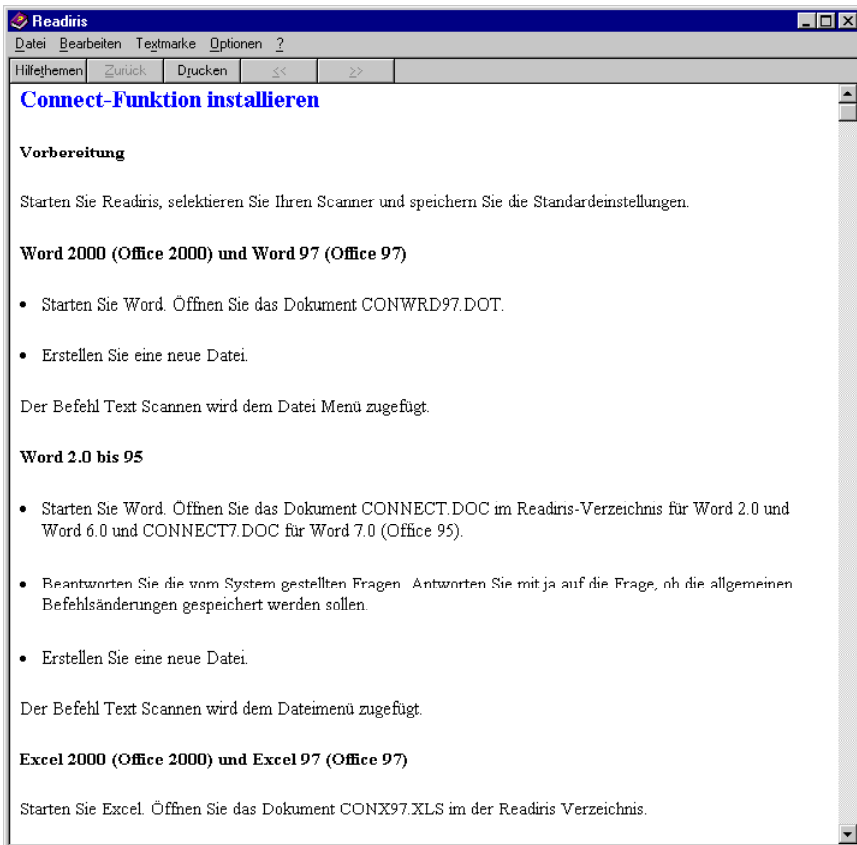 Readiris
Datei Bearbeiten Textmarke Optionen ?
Hilfethemen Zurück Drucken << >>
Connect-Funktion installieren
Vorbereitung
Starten Sie Readiris, selektieren Sie Ihren Scanner und speichern Sie die Standardeinstellungen.
Word 2000 (Office 2000) und Word 97 (Office 97)
• Starten Sie Word. Öffnen Sie das Dokument CONWRD97.DOT.
• Erstellen Sie eine neue Datei.
Der Befehl Text Scannen wird dem Datei Menü zugefügt.
Word 2.0 bis 95
• Starten Sie Word. Öffnen Sie das Dokument CONNECT.DOC im Readiris-Verzeichnis für Word 2.0 und
Word 6.0 und CONNECT7.DOC für Word 7.0 (Office 95).
• Beantworten Sie die vom System gestellten Fragen. Antworten Sie mit ja auf die Frage, ob die allgemeinen
Befehlsänderungen gespeichert werden sollen.
• Erstellen Sie eine neue Datei.
Der Befehl Text Scannen wird dem Dateimenü zugefügt.
Excel 2000 (Office 2000) und Excel 97 (Office 97)
Starten Sie Excel. Öffnen Sie das Dokument CONX97.XLS im der Readiris Verzeichnis.